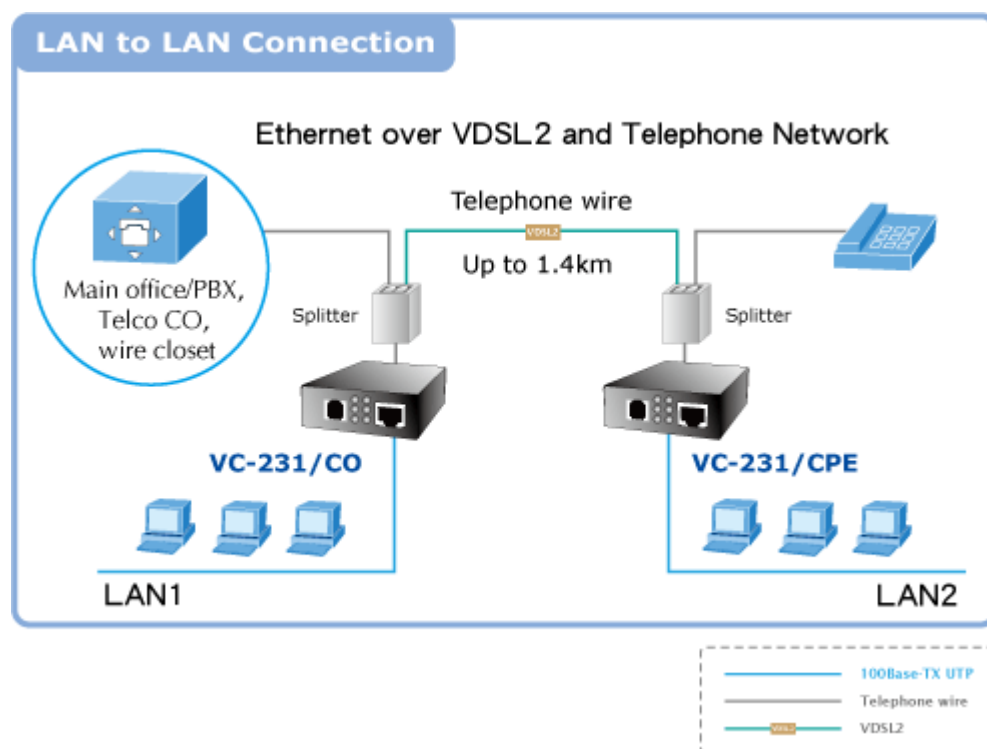 LAN to LAN Connection
Ethernet over VDSL2 and Telephone Network
Telephone wire
VDSL2
Up to 1.4km
Main office/PBX,
Telco CO,
wire closet
Splitter
Splitter
VC-231/CO
VC-231/CPE
LAN1
LAN2
100Base-TX UTP
Telephone wire
VDSL2 VDSL2